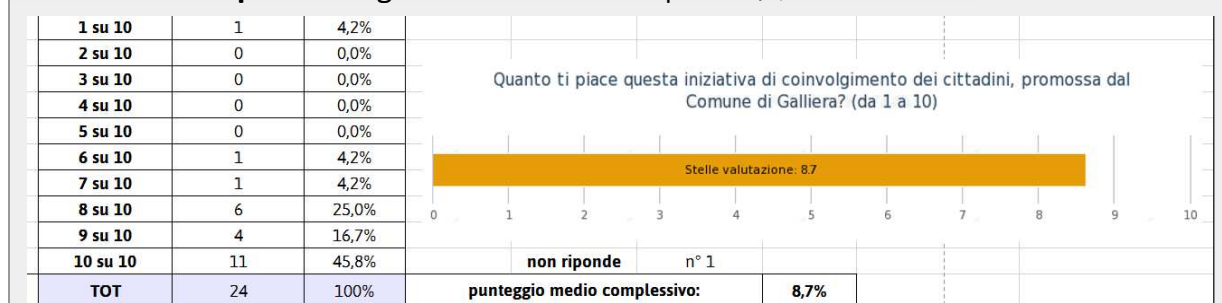 1 su 10 1 4,2%
2 su 10 0 0,0%
3 su 10 0 0,0%
4 su 10 0 0,0%
5 su 10 0 0,0%
6 su 10 1 4,2%
7 su 10 1 4,2%
8 su 10 6 25,0%
9 su 10 4 16,7%
10 su 10 11 45,8%
TOT 24 100%
Quanto ti piace questa iniziativa di coinvolgimento dei cittadini, promossa dal
Comune di Galliera? (da 1 a 10)
Stelle valutazione: 8.7
0 1 2 3 4 5 6 7 8 9 10
non riponde n° 1
punteggio medio complessivo: 8,7%